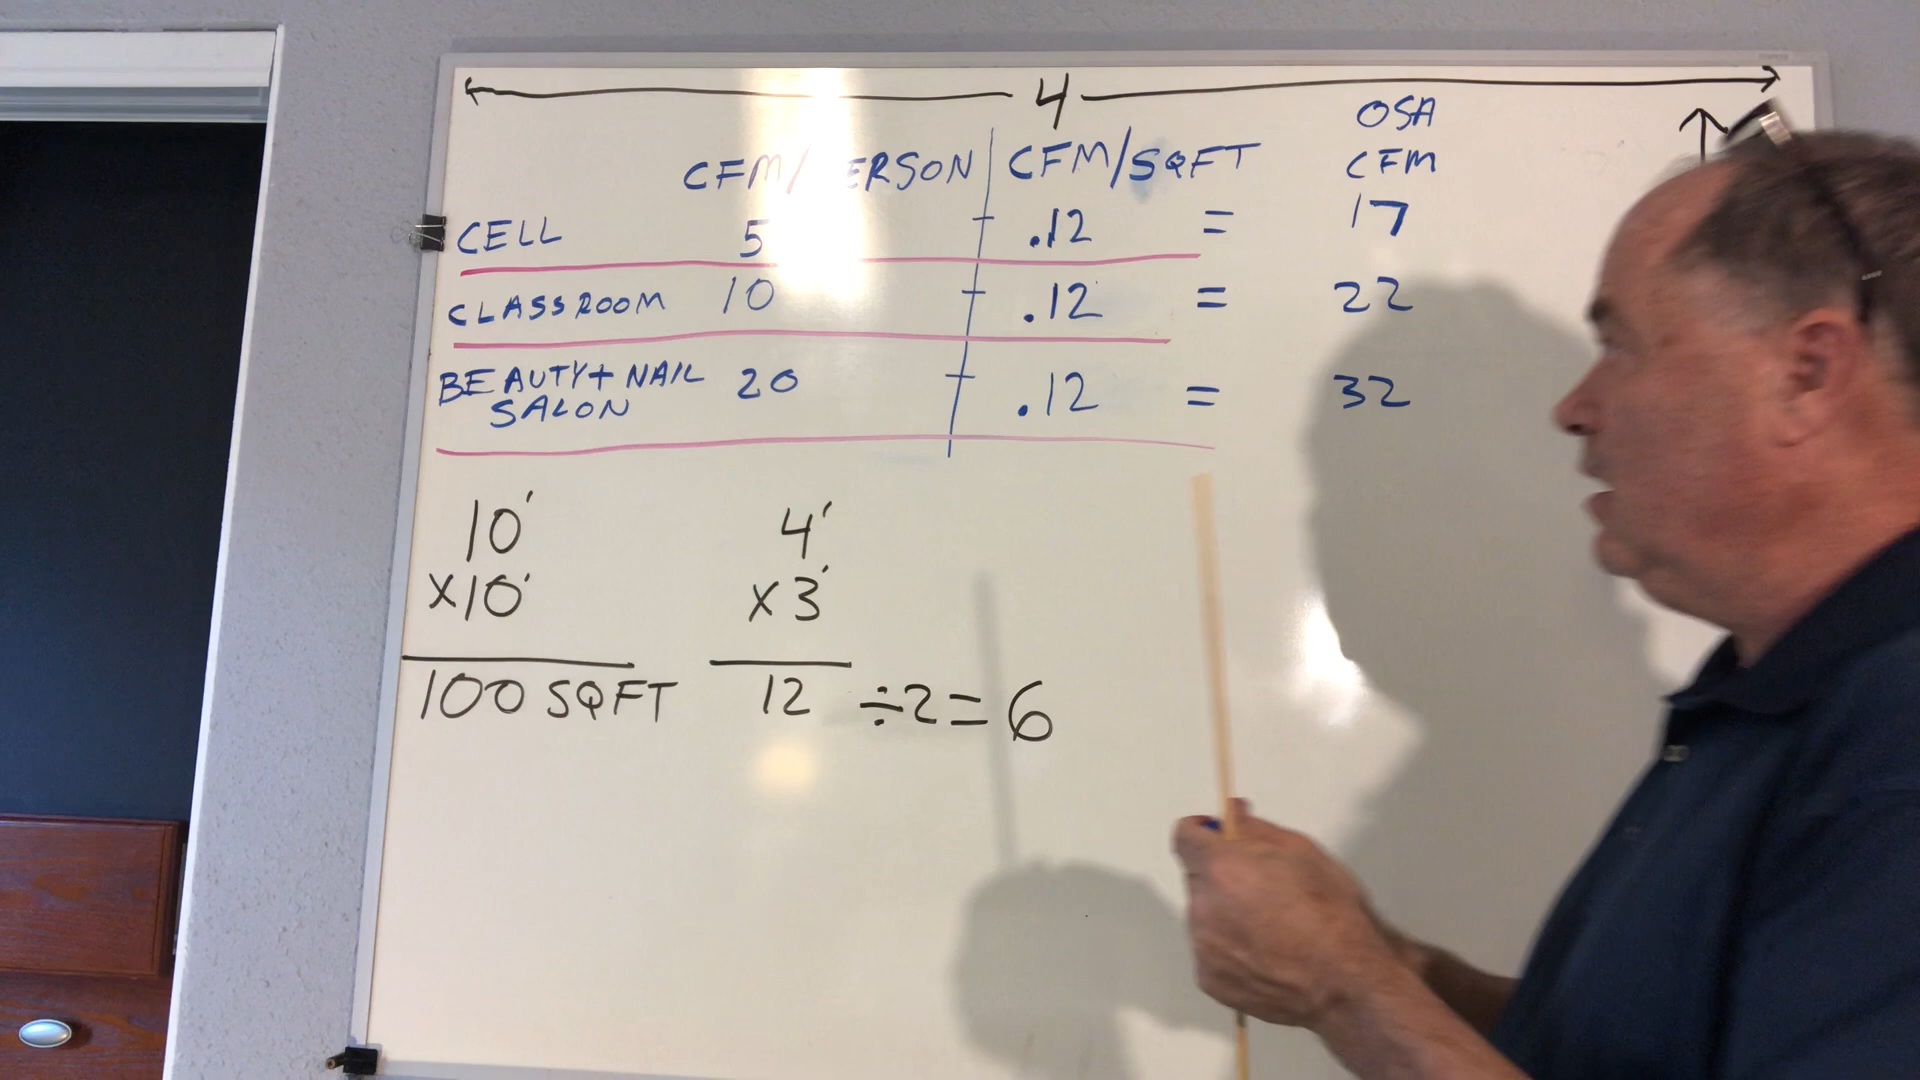 4
OSA
CFM/ ERSON CFM/SQFT CFM
CELL 5 + .12 = 17
CLASSROOM 10 + .12 = 22
BEAUTY + NAIL 20 + .12 = 32
SALON
10' 4'
x10' x3'
100 SQFT 12 ÷2=6